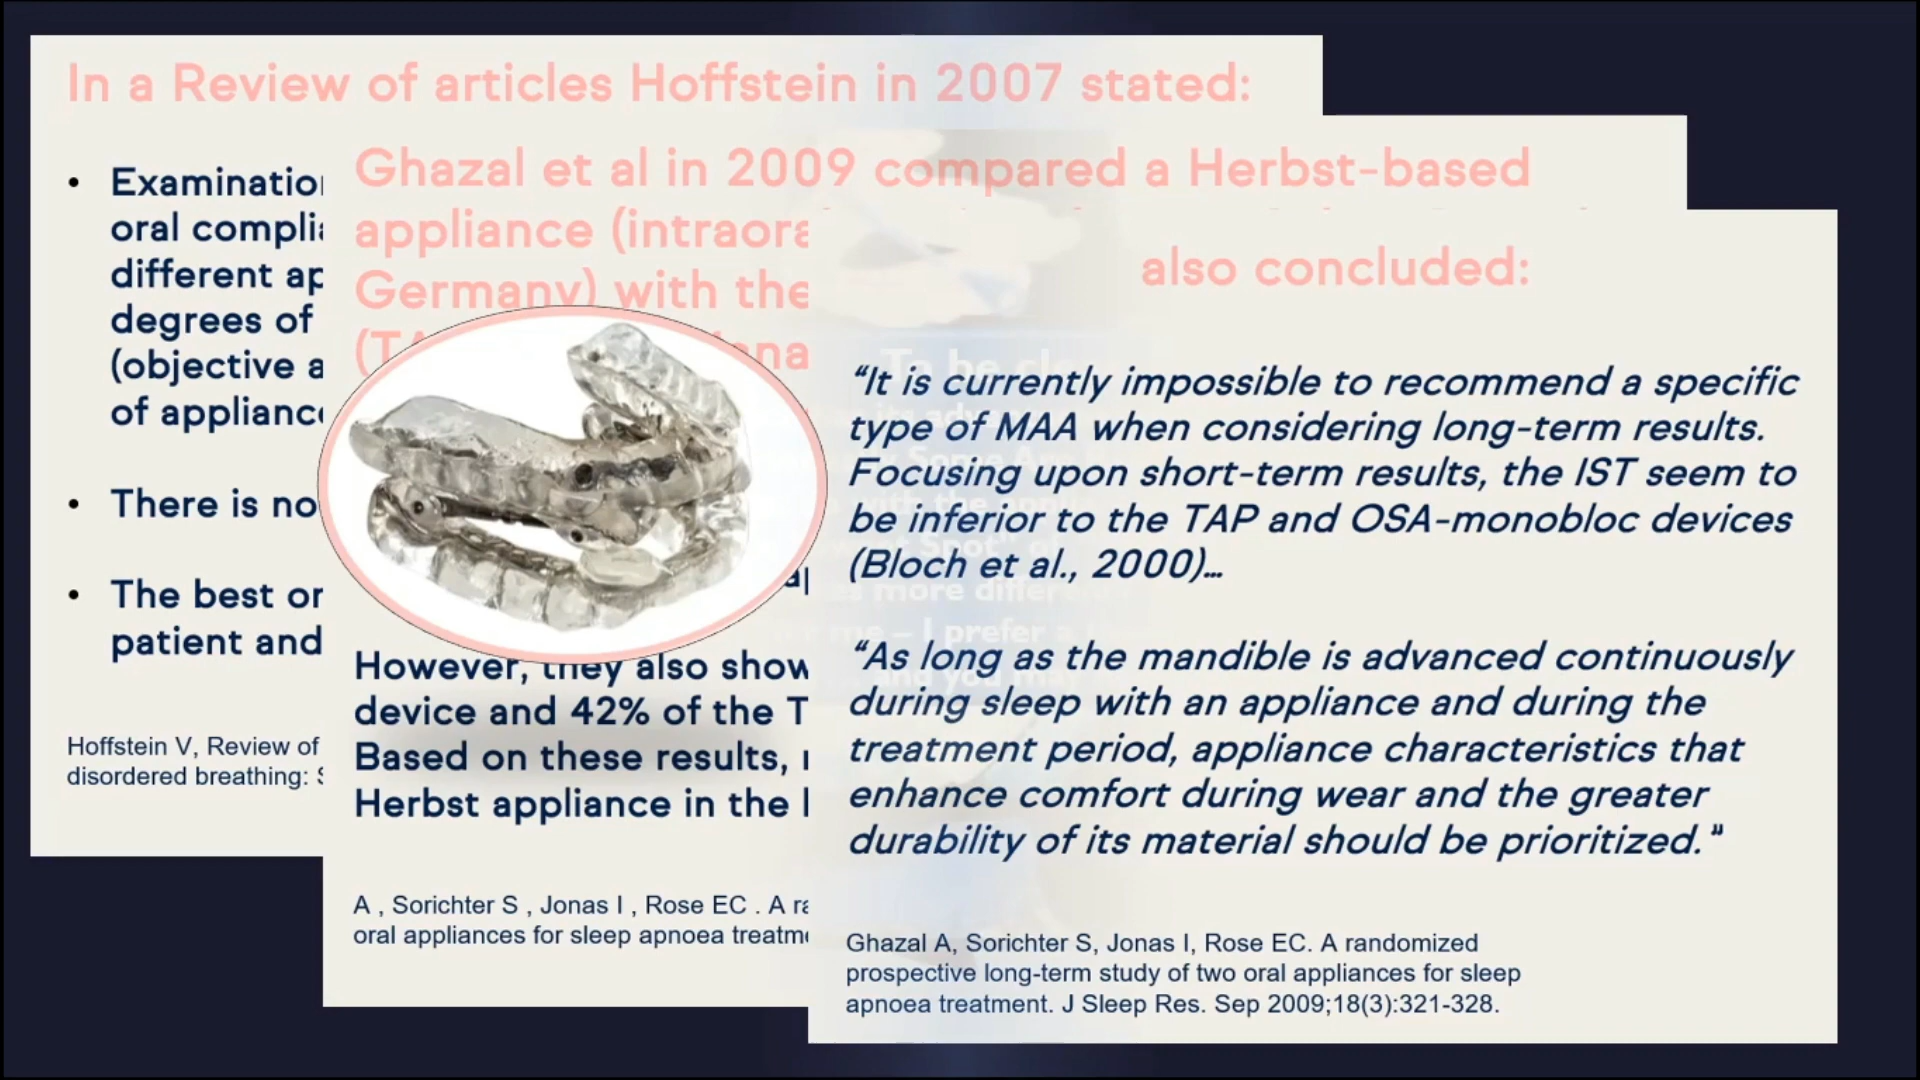 In a Review of articles Hoffstein in 2007 stated:
• Examination
oral complia
different ap
degrees of
(objective a
of appliance
• There is no
• The best or
patient and
Hoffstein V, Review of
disordered breathing: S
Ghazal et al in 2009 compared a Herbst-based
appliance (intraora
Germany) with the
However, they also show
device and 42% of the T
Based on these results, r
Herbst appliance in the l
A , Sorichter S , Jonas I , Rose EC . A ra
oral appliances for sleep apnoea treatme
also concluded:
“It is currently impossible to recommend a specific
type of MAA when considering long-term results.
Focusing upon short-term results, the IST seem to
be inferior to the TAP and OSA-monobloc devices
(Bloch et al., 2000)…
“As long as the mandible is advanced continuously
during sleep with an appliance and during the
treatment period, appliance characteristics that
enhance comfort during wear and the greater
durability of its material should be prioritized.”
Ghazal A, Sorichter S, Jonas I, Rose EC. A randomized
prospective long-term study of two oral appliances for sleep
apnoea treatment. J Sleep Res. Sep 2009;18(3):321-328.